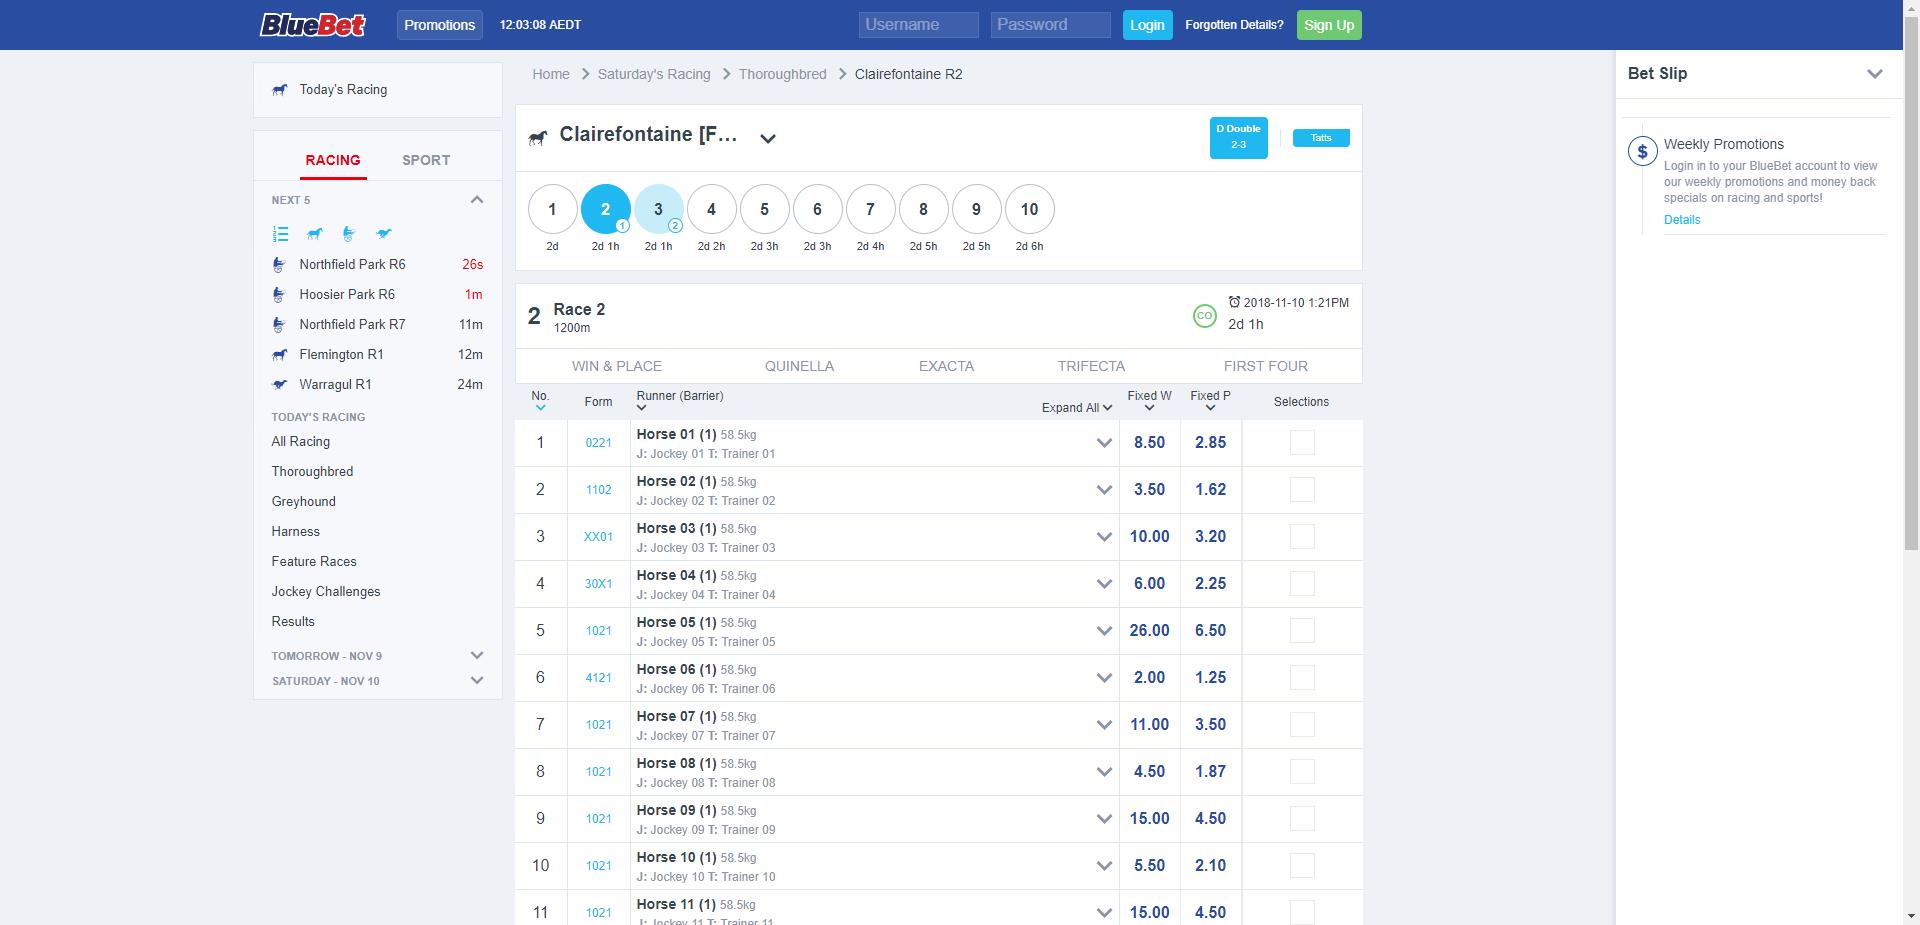 BlueBet
Promotions
12:03:08 AEDT
Username
Password
Login
Forgotten Details?
Sign Up
Today's Racing
RACING
SPORT
NEXT 5
Northfield Park R6 26s
Hoosier Park R6 1m
Northfield Park R7 11m
Flemington R1 12m
Warragul R1 24m
TODAY'S RACING
All Racing
Thoroughbred
Greyhound
Harness
Feature Races
Jockey Challenges
Results
TOMORROW - NOV 9
SATURDAY - NOV 10
Home Saturday's Racing Thoroughbred Clairefontaine R2
Clairefontaine [F...
D Double
2-3
Tatts
1 2 3 4 5 6 7 8 9 10
1 2
2d 2d 1h 2d 1h 2d 2h 2d 3h 2d 3h 2d 4h 2d 5h 2d 5h 2d 6h
2 Race 2
1200m
CO
2018-11-10 1:21PM
2d 1h
WIN & PLACE QUINELLA EXACTA TRIFECTA FIRST FOUR
No. Form Runner (Barrier) Expand All Fixed W Fixed P Selections
1 0221 Horse 01 (1) 58.5kg 8.50 2.85
J: Jockey 01 T: Trainer 01
2 1102 Horse 02 (1) 58.5kg 3.50 1.62
J: Jockey 02 T: Trainer 02
3 XX01 Horse 03 (1) 58.5kg 10.00 3.20
J: Jockey 03 T: Trainer 03
4 30X1 Horse 04 (1) 58.5kg 6.00 2.25
J: Jockey 04 T: Trainer 04
5 1021 Horse 05 (1) 58.5kg 26.00 6.50
J: Jockey 05 T: Trainer 05
6 4121 Horse 06 (1) 58.5kg 2.00 1.25
J: Jockey 06 T: Trainer 06
7 1021 Horse 07 (1) 58.5kg 11.00 3.50
J: Jockey 07 T: Trainer 07
8 1021 Horse 08 (1) 58.5kg 4.50 1.87
J: Jockey 08 T: Trainer 08
9 1021 Horse 09 (1) 58.5kg 15.00 4.50
J: Jockey 09 T: Trainer 09
10 1021 Horse 10 (1) 58.5kg 5.50 2.10
J: Jockey 10 T: Trainer 10
11 1021 Horse 11 (1) 58.5kg 15.00 4.50
J: Jockey 11 T: Trainer 11
Bet Slip
$
Weekly Promotions
Login in to your BlueBet account to view
our weekly promotions and money back
specials on racing and sports!
Details